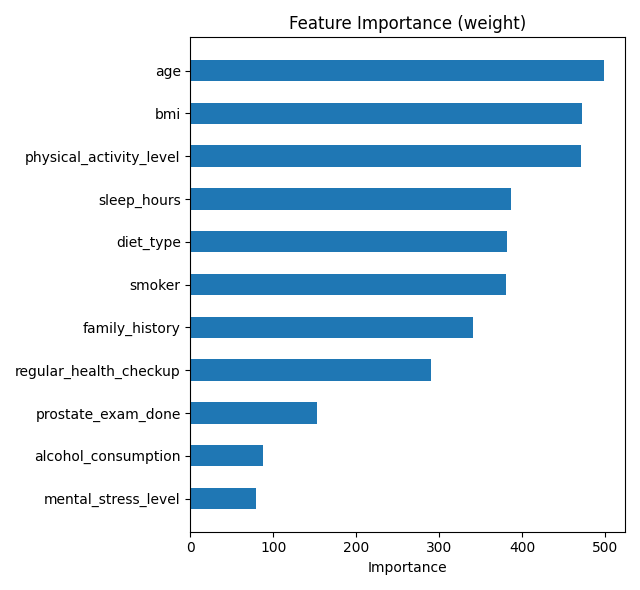 Feature Importance (weight)
age
bmi
physical_activity_level
sleep_hours
diet_type
smoker
family_history
regular_health_checkup
prostate_exam_done
alcohol_consumption
mental_stress_level
0 100 200 300 400 500
Importance